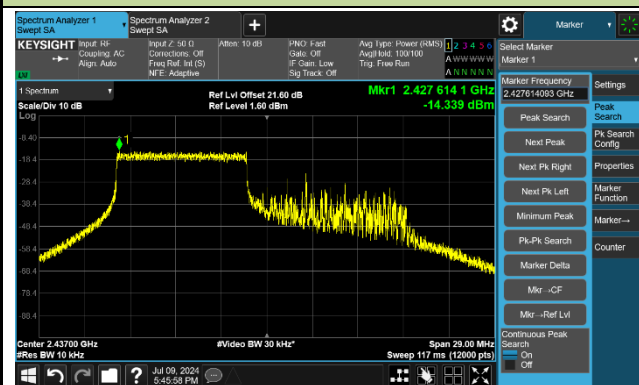 Spectrum Analyzer 1
Swept SA
Spectrum Analyzer 2
Swept SA
Marker
KEYSIGHT
Input: RF
Coupling: AC
Align: Auto
Input Z: 50 Ω
Corrections: Off
Freq Ref: Int (S)
NFE: Adaptive
Atten: 10 dB
PNO: Fast
Gate: Off
IF Gain: Low
Sig Track: Off
Avg Type: Power (RMS)
Avg|Hold: 100/100
Trig: Free Run
1 2 3 4 5 6
A W W W W W
A N N N N N
Select Marker
Marker 1
LXI
1 Spectrum
Scale/Div 10 dB
Log
Ref Lvl Offset 21.60 dB
Ref Level 1.60 dBm
Mkr1 2.427 614 1 GHz
-14.339 dBm
1
-8.40
-18.4
-28.4
-38.4
-48.4
-58.4
-68.4
-78.4
-88.4
Center 2.43700 GHz
#Res BW 10 kHz
#Video BW 30 kHz*
Span 29.00 MHz
Sweep 117 ms (12000 pts)
Marker Frequency
2.427614093 GHz
Peak Search
Next Peak
Next Pk Right
Next Pk Left
Minimum Peak
Pk-Pk Search
Marker Delta
Mkr→CF
Mkr→Ref Lvl
Continuous Peak
Search
On
Off
Settings
Peak
Search
Pk Search
Config
Properties
Marker
Function
Marker→
Counter
Jul 09, 2024
5:45:58 PM